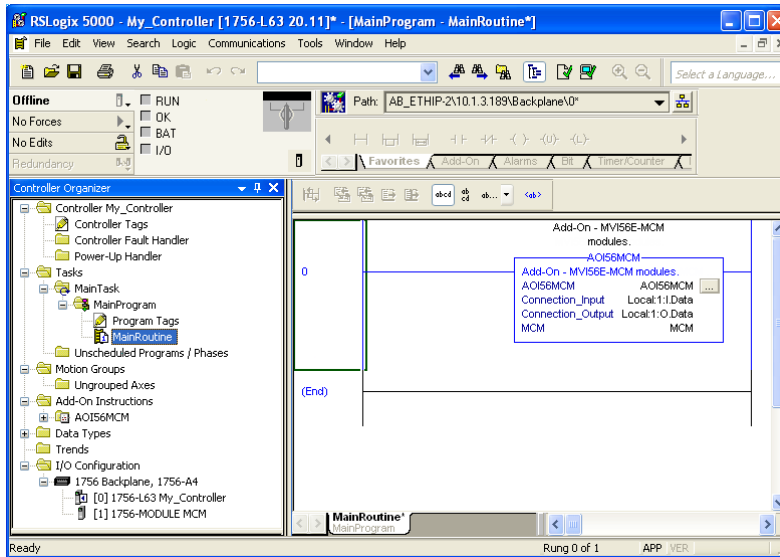 RSLogix 5000 - My_Controller [1756-L63 20.11]* - [MainProgram - MainRoutine*]
File Edit View Search Logic Communications Tools Window Help
Select a Language...
Offline
RUN
No Forces
OK
No Edits
BAT
Redundancy
I/O
Path: AB_ETHIP-2\10.1.3.189\Backplane\0*
Favorites Add-On Alarms Bit Timer/Counter
Controller Organizer
Controller My_Controller
Controller Tags
Controller Fault Handler
Power-Up Handler
Tasks
MainTask
MainProgram
Program Tags
MainRoutine
Unscheduled Programs / Phases
Motion Groups
Ungrouped Axes
Add-On Instructions
AOI56MCM
Data Types
Trends
I/O Configuration
1756 Backplane, 1756-A4
[0] 1756-L63 My_Controller
[1] 1756-MODULE MCM
abcd ab cd ab... <ab>
Add-On - MVI56E-MCM
modules.
AOI56MCM
0
Add-On - MVI56E-MCM modules.
AOI56MCM AOI56MCM ...
Connection_Input Local:1:I.Data
Connection_Output Local:1:O.Data
MCM MCM
(End)
MainRoutine*
MainProgram
Ready
Rung 0 of 1 APP VER